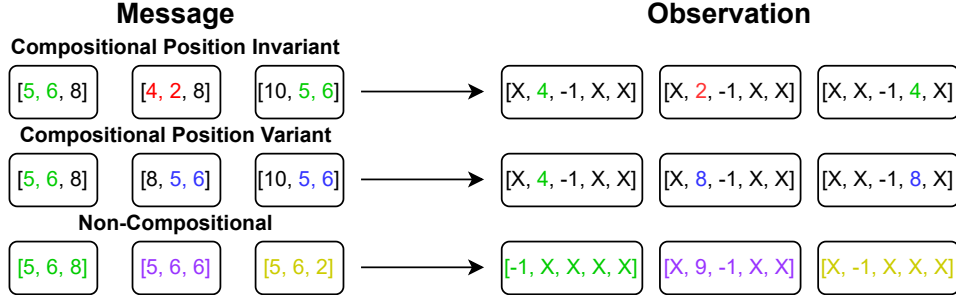 Message Observation
Compositional Position Invariant
[5, 6, 8] [4, 2, 8] [10, 5, 6] [X, 4, -1, X, X] [X, 2, -1, X, X] [X, X, -1, 4, X]
Compositional Position Variant
[5, 6, 8] [8, 5, 6] [10, 5, 6] [X, 4, -1, X, X] [X, 8, -1, X, X] [X, X, -1, 8, X]
Non-Compositional
[5, 6, 8] [5, 6, 6] [5, 6, 2] [-1, X, X, X, X] [X, 9, -1, X, X] [X, -1, X, X, X]